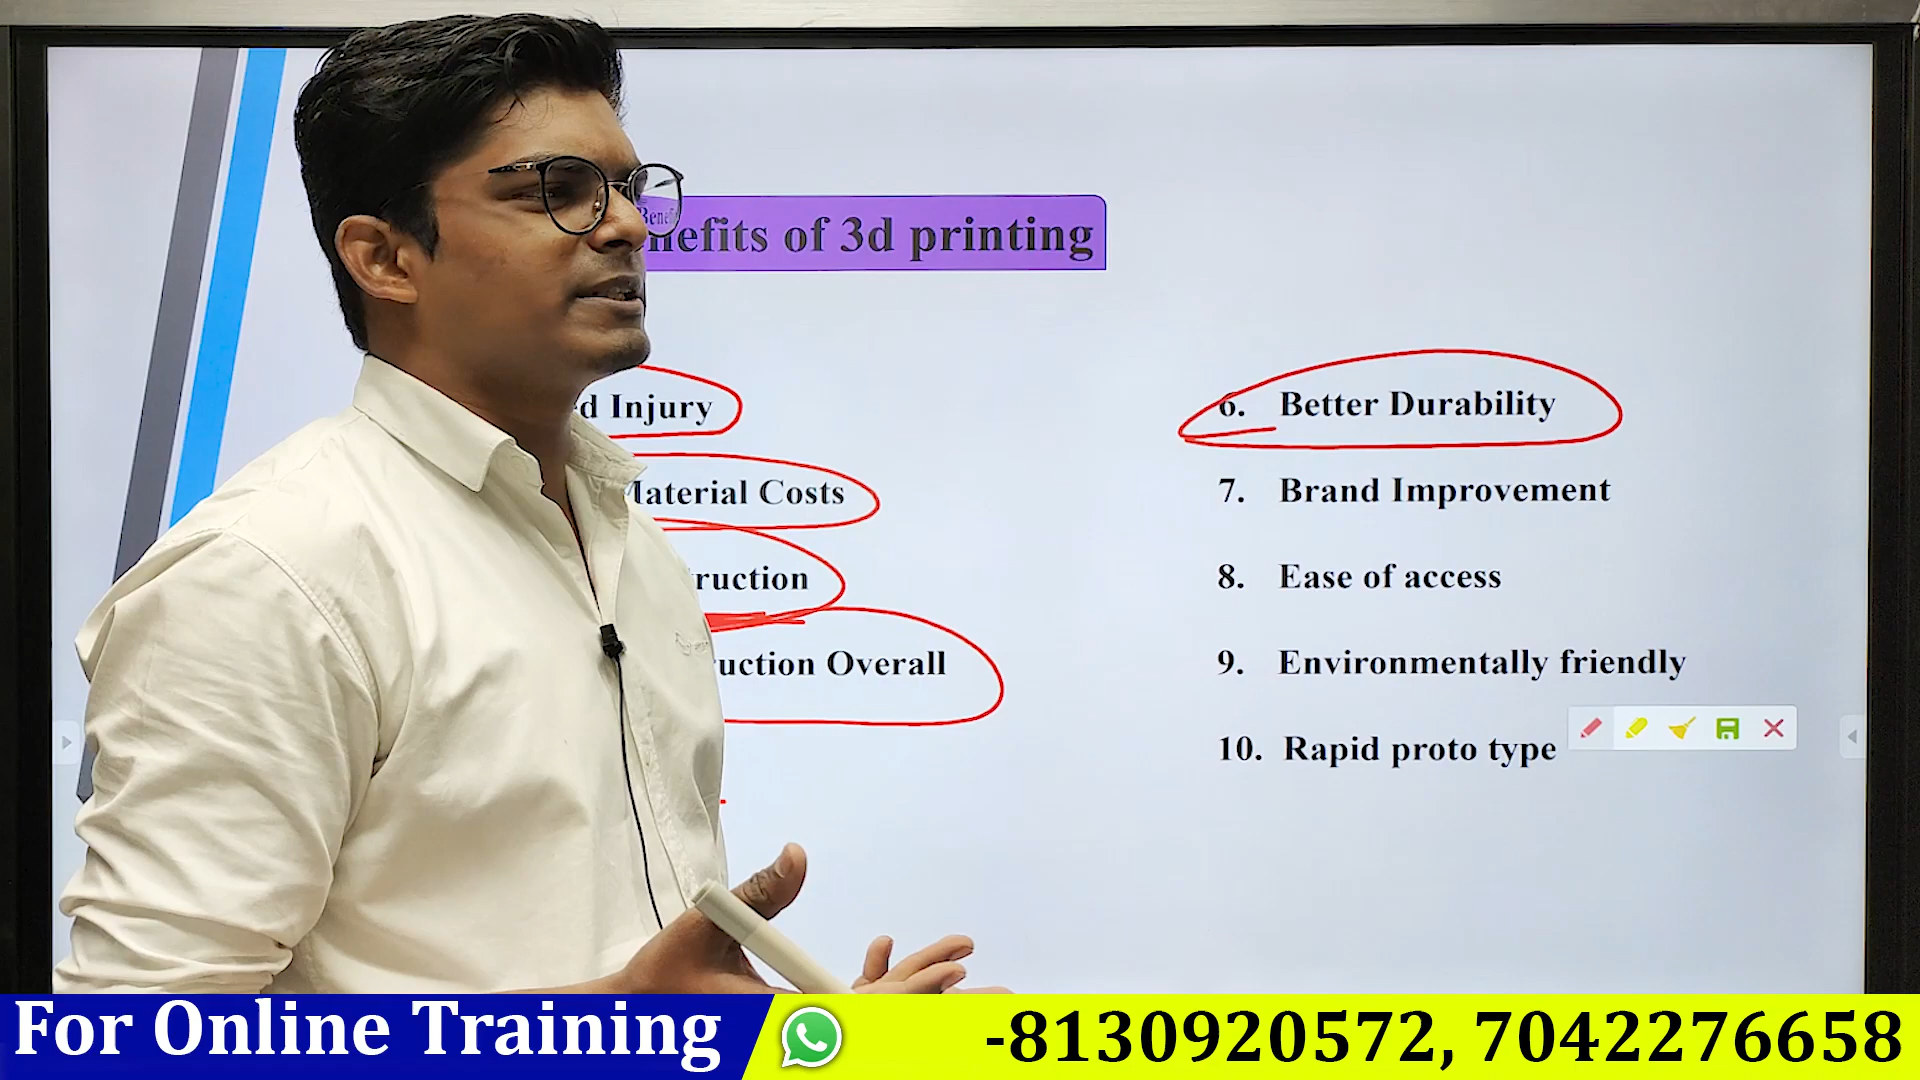 nefits of 3d printing
d Injury
Material Costs
ruction
uction Overall
6. Better Durability
7. Brand Improvement
8. Ease of access
9. Environmentally friendly
10. Rapid proto type
For Online Training
-8130920572, 7042276658